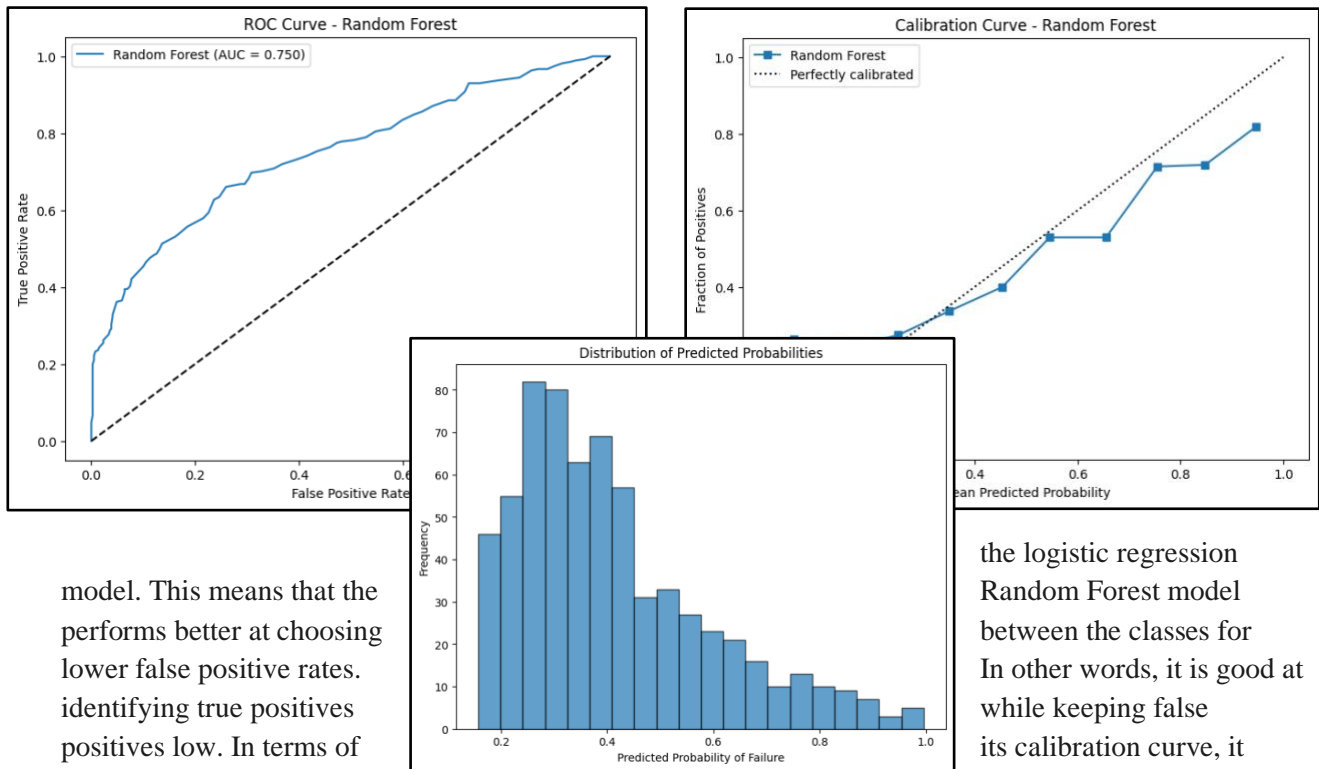 ROC Curve - Random Forest
Random Forest (AUC = 0.750)
1.0
0.8
0.6
0.4
0.2
0.0
True Positive Rate
0.0 0.2 0.4 0.6
False Positive Rate
Calibration Curve - Random Forest
Random Forest
Perfectly calibrated
1.0
0.8
0.6
0.4
Fraction of Positives
0.4 0.6 0.8 1.0
Predicted Probability
Distribution of Predicted Probabilities
80
70
60
50
40
30
20
10
0
Frequency
0.2 0.4 0.6 0.8 1.0
Predicted Probability of Failure
the logistic regression
model. This means that the Random Forest model
performs better at choosing between the classes for
lower false positive rates. In other words, it is good at
identifying true positives while keeping false
positives low. In terms of its calibration curve, it